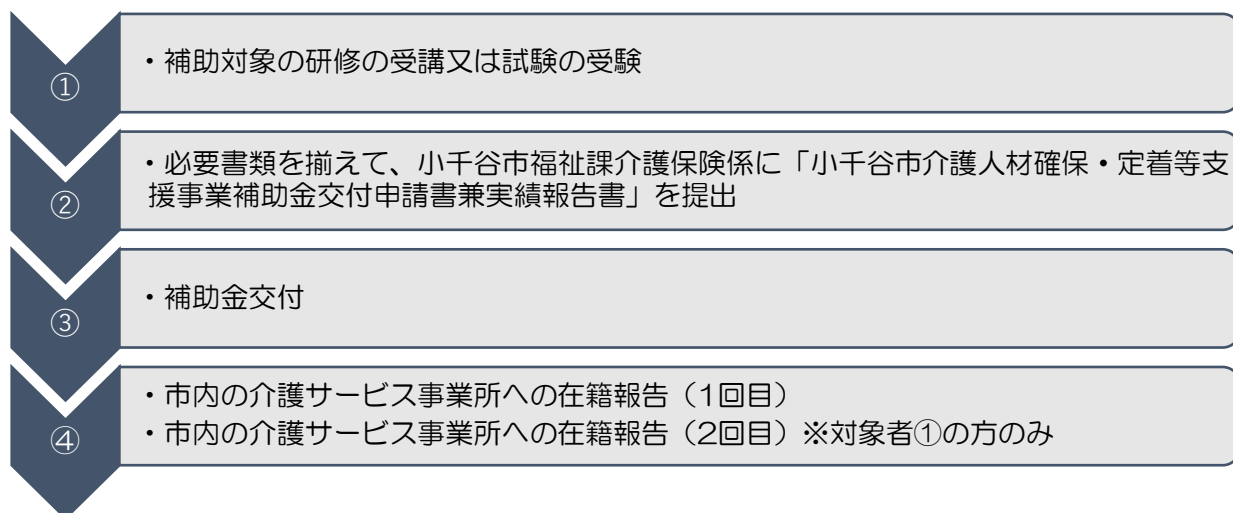 ①
・補助対象の研修の受講又は試験の受験
②
・必要書類を揃えて、小千谷市福祉課介護保険係に「小千谷市介護人材確保・定着等支
援事業補助金交付申請書兼実績報告書」を提出
③
・補助金交付
④
・市内の介護サービス事業所への在籍報告（1回目）
・市内の介護サービス事業所への在籍報告（2回目）※対象者①の方のみ